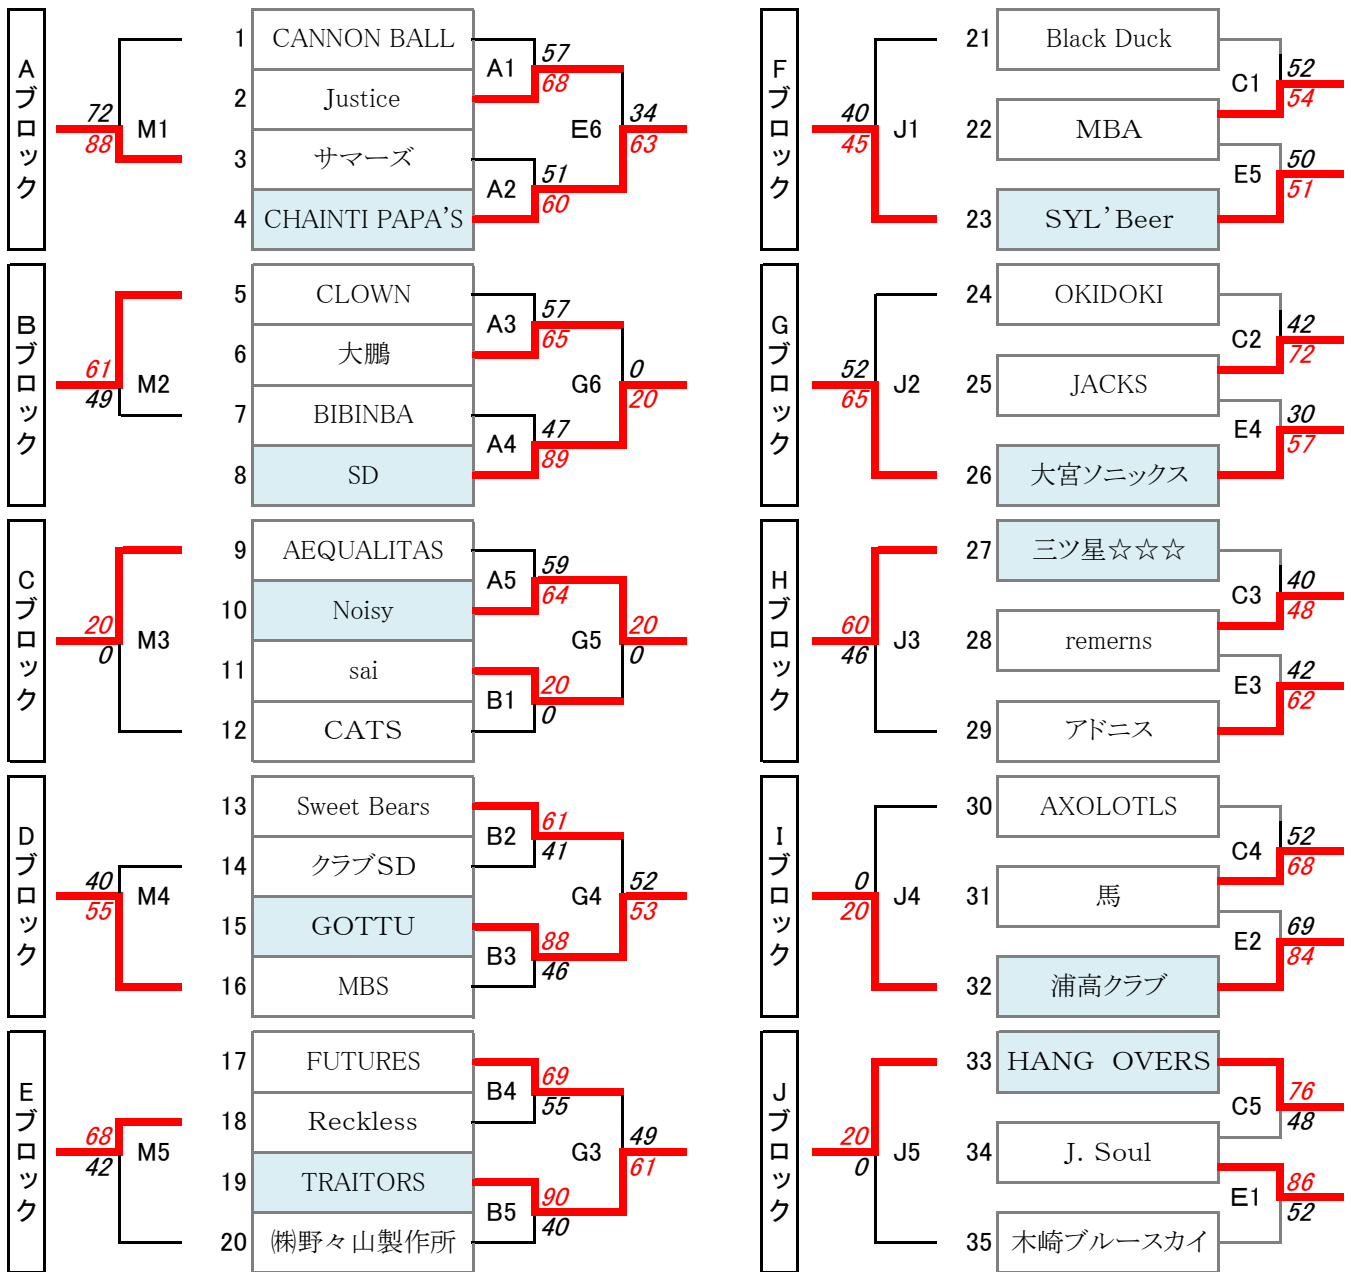 Aブロック
72
88
M1
1 CANNON BALL
2 Justice
3 サマーズ
4 CHAINTI PAPA'S
A1
57
68
A2
51
60
E6
34
63
Bブロック
61
49
M2
5 CLOWN
6 大鵬
7 BIBINBA
8 SD
A3
57
65
A4
47
89
G6
0
20
Cブロック
20
0
M3
9 AEQUALITAS
10 Noisy
11 sai
12 CATS
A5
59
64
B1
20
0
G5
20
0
Dブロック
40
55
M4
13 Sweet Bears
14 クラブSD
15 GOTTU
16 MBS
B2
61
41
B3
88
46
G4
52
53
Eブロック
68
42
M5
17 FUTURES
18 Reckless
19 TRAITORS
20 ㈱野々山製作所
B4
69
55
B5
90
40
G3
49
61
Fブロック
40
45
J1
21 Black Duck
22 MBA
23 SYL'Beer
C1
52
54
E5
50
51
Gブロック
52
65
J2
24 OKIDOKI
25 JACKS
26 大宮ソニックス
C2
42
72
E4
30
57
Hブロック
60
46
J3
27 三ツ星☆☆☆
28 remerns
29 アドニス
C3
40
48
E3
42
62
Iブロック
0
20
J4
30 AXOLOTLS
31 馬
32 浦高クラブ
C4
52
68
E2
69
84
Jブロック
20
0
J5
33 HANG OVERS
34 J. Soul
35 木崎ブルースカイ
C5
76
48
E1
86
52